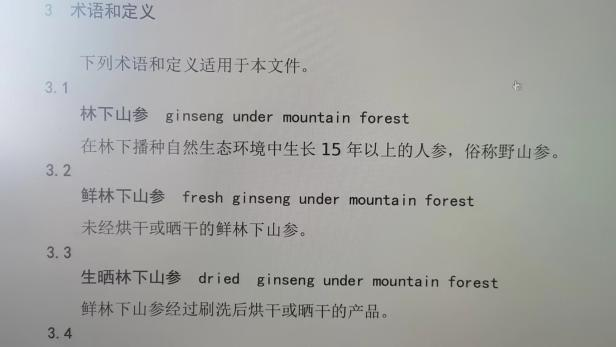 3 术语和定义
下列术语和定义适用于本文件。
3.1
林下山参 ginseng under mountain forest
在林下播种自然生态环境中生长 15 年以上的人参，俗称野山参。
3.2
鲜林下山参 fresh ginseng under mountain forest
未经烘干或晒干的鲜林下山参。
3.3
生晒林下山参 dried ginseng under mountain forest
鲜林下山参经过刷洗后烘干或晒干的产品。
3.4